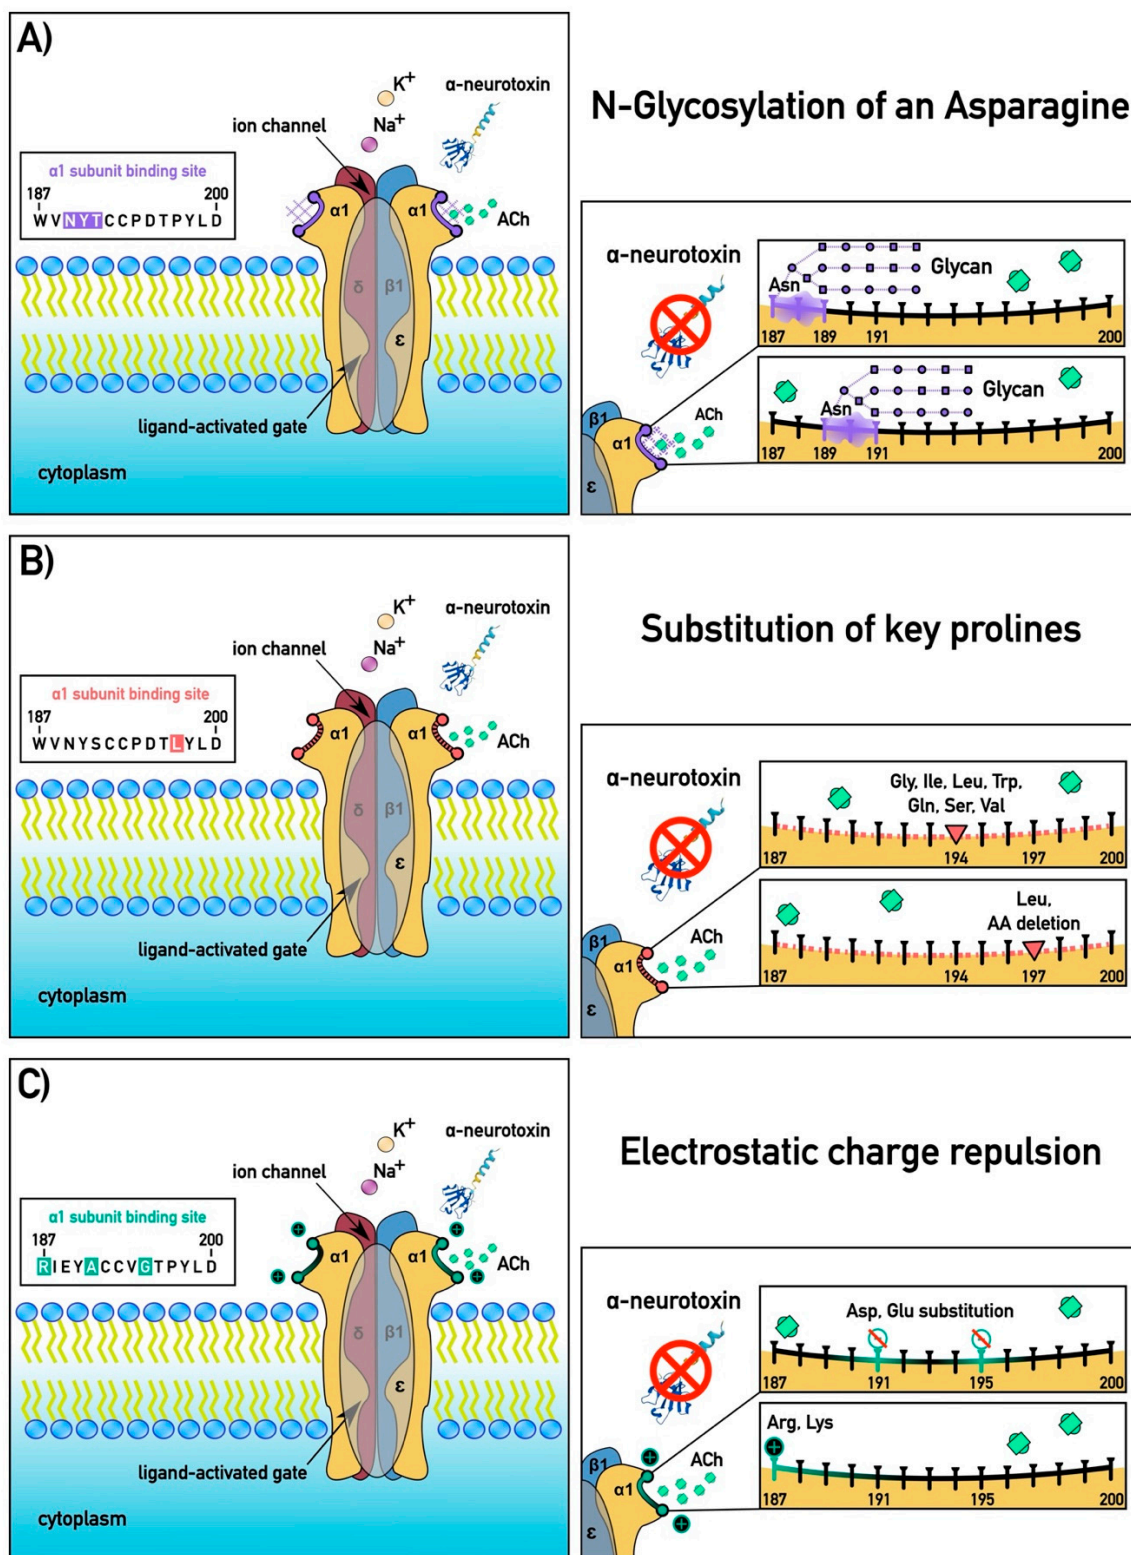 A)
K+
α-neurotoxin
ion channel
Na+
α1 subunit binding site
187 200
WVNYTCCPDTPYLD
α1 α1
ACh
δ β1
ε
ligand-activated gate
cytoplasm
N-Glycosylation of an Asparagine
α-neurotoxin
Glycan
Asn
187 189 191 200
Glycan
Asn
187 189 191 200
β1
α1
ACh
ε
B)
K+
α-neurotoxin
ion channel
Na+
α1 subunit binding site
187 200
WVNYSCCPDTLYLD
α1 α1
ACh
δ β1
ε
ligand-activated gate
cytoplasm
Substitution of key prolines
α-neurotoxin
Gly, Ile, Leu, Trp,
Gln, Ser, Val
187 194 197 200
Leu,
AA deletion
187 194 197 200
β1
α1
ACh
ε
C)
K+
α-neurotoxin
ion channel
Na+
α1 subunit binding site
187 200
RIEYACCVGTPYLD
+ +
α1 α1
ACh
+ +
δ β1
ε
ligand-activated gate
cytoplasm
Electrostatic charge repulsion
α-neurotoxin
Asp, Glu substitution
187 191 195 200
Arg, Lys
+
187 191 195 200
+
β1
α1
ACh
+
ε